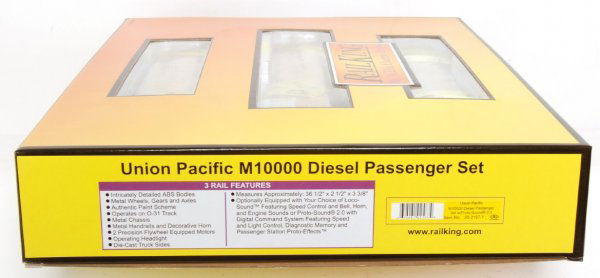 RAILKING
Union Pacific M10000 Diesel Passenger Set
3 RAIL FEATURES
• Intricately Detailed ABS Bodies
• Metal Wheels, Gears and Axles
• Authentic Paint Scheme
• Operates on O-31 Track
• Metal Chassis
• Metal Handrails and Decorative Horn
• 2 Precision Flywheel Equipped Motors
• Operating Headlight
• Die-Cast Truck Sides
• Measures Approximately: 36 1/2" x 2 1/2" x 3 3/8"
• Optionally Equipped with Your Choice of Loco-
Sound™ Featuring Speed Control and Bell, Horn,
and Engine Sounds or Proto-Sound® 2.0 with
Digital Command System Featuring Speed
and Light Control, Diagnostic Memory and
Passenger Station Proto-Effects™
Union Pacific
M10000 Diesel Passenger
www.railking.com